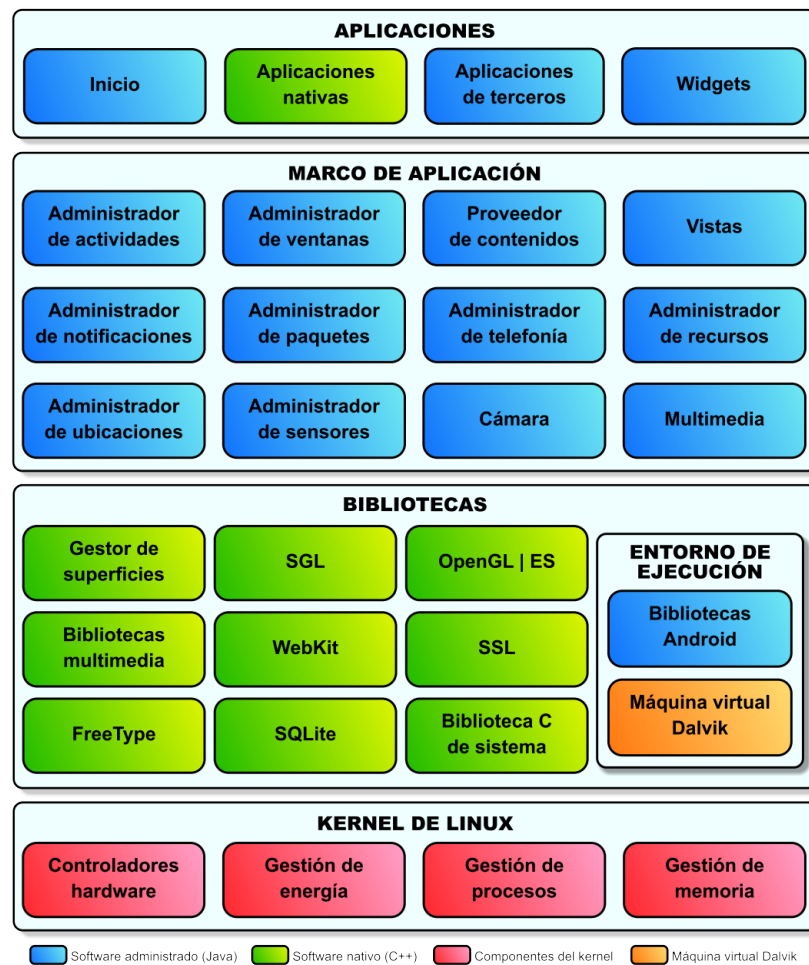 APLICACIONES
Inicio
Aplicaciones
nativas
Aplicaciones
de terceros
Widgets
MARCO DE APLICACIÓN
Administrador
de actividades
Administrador
de ventanas
Proveedor
de contenidos
Vistas
Administrador
de notificaciones
Administrador
de paquetes
Administrador
de telefonía
Administrador
de recursos
Administrador
de ubicaciones
Administrador
de sensores
Cámara
Multimedia
BIBLIOTECAS
Gestor de
superficies
SGL
OpenGL | ES
Bibliotecas
multimedia
WebKit
SSL
FreeType
SQLite
Biblioteca C
de sistema
ENTORNO DE
EJECUCIÓN
Bibliotecas
Android
Máquina virtual
Dalvik
KERNEL DE LINUX
Controladores
hardware
Gestión de
energía
Gestión de
procesos
Gestión de
memoria
Software administrado (Java)
Software nativo (C++)
Componentes del kernel
Máquina virtual Dalvik